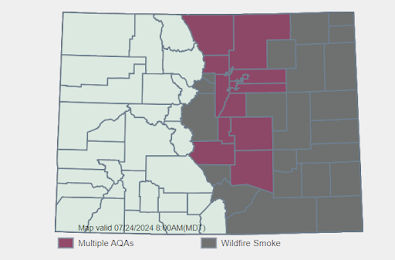 Map valid 07/24/2024 8:00AM(MDT)
Multiple AQAs
Wildfire Smoke